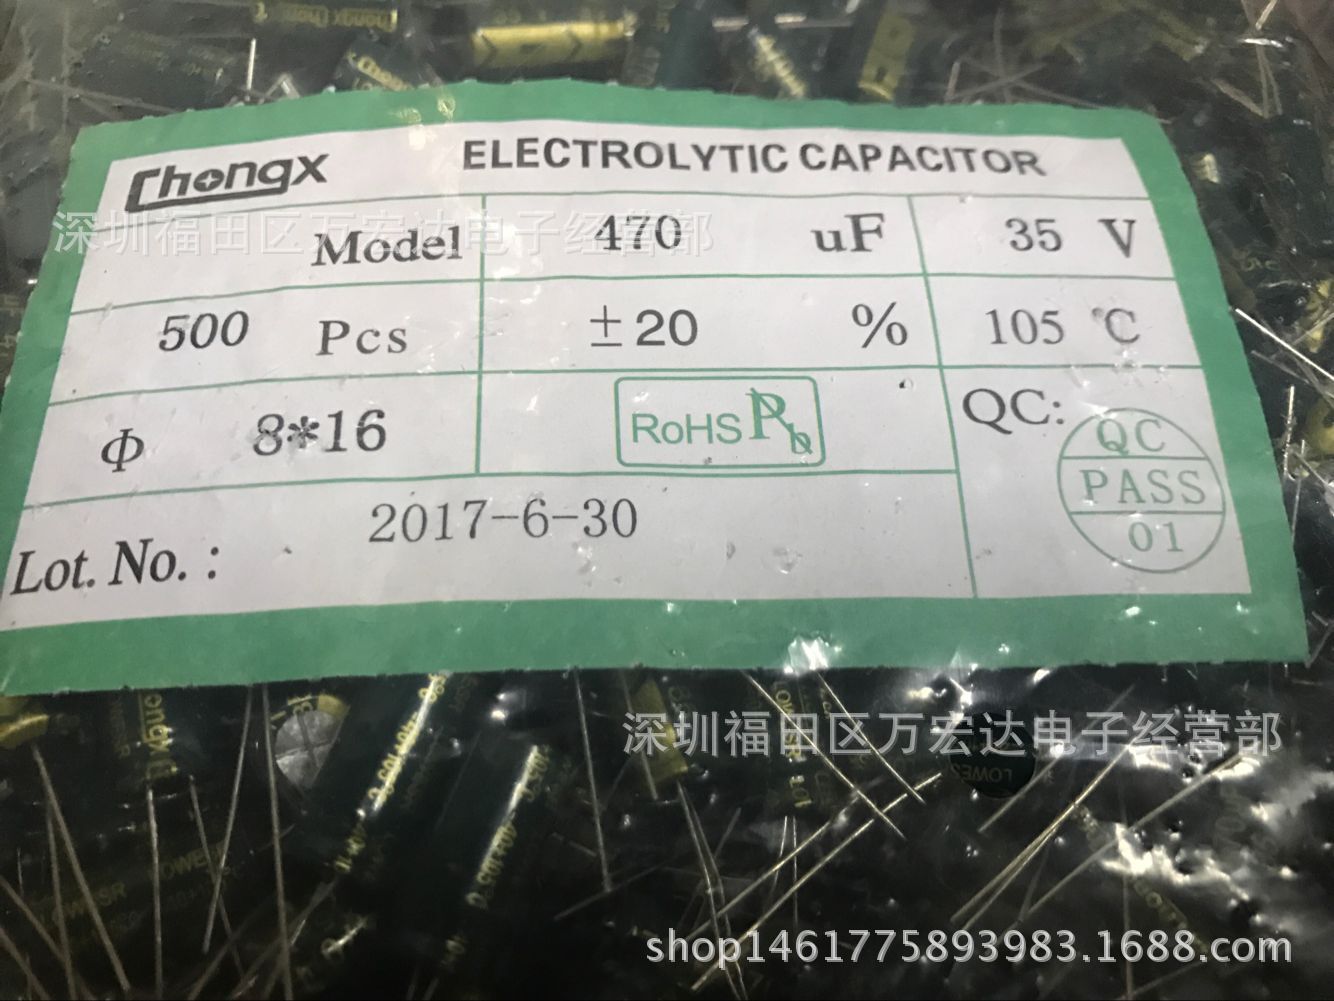 Chongx ELECTROLYTIC CAPACITOR
深圳福田区万宏达电子经营部
Model 470 uF 35 V
500 Pcs ±20 % 105 ℃
Φ 8*16 RoHS Pb QC:
QC
PASS
01
Lot. No. : 2017-6-30
深圳福田区万宏达电子经营部
LOWESR
shop1461775893983.1688.com